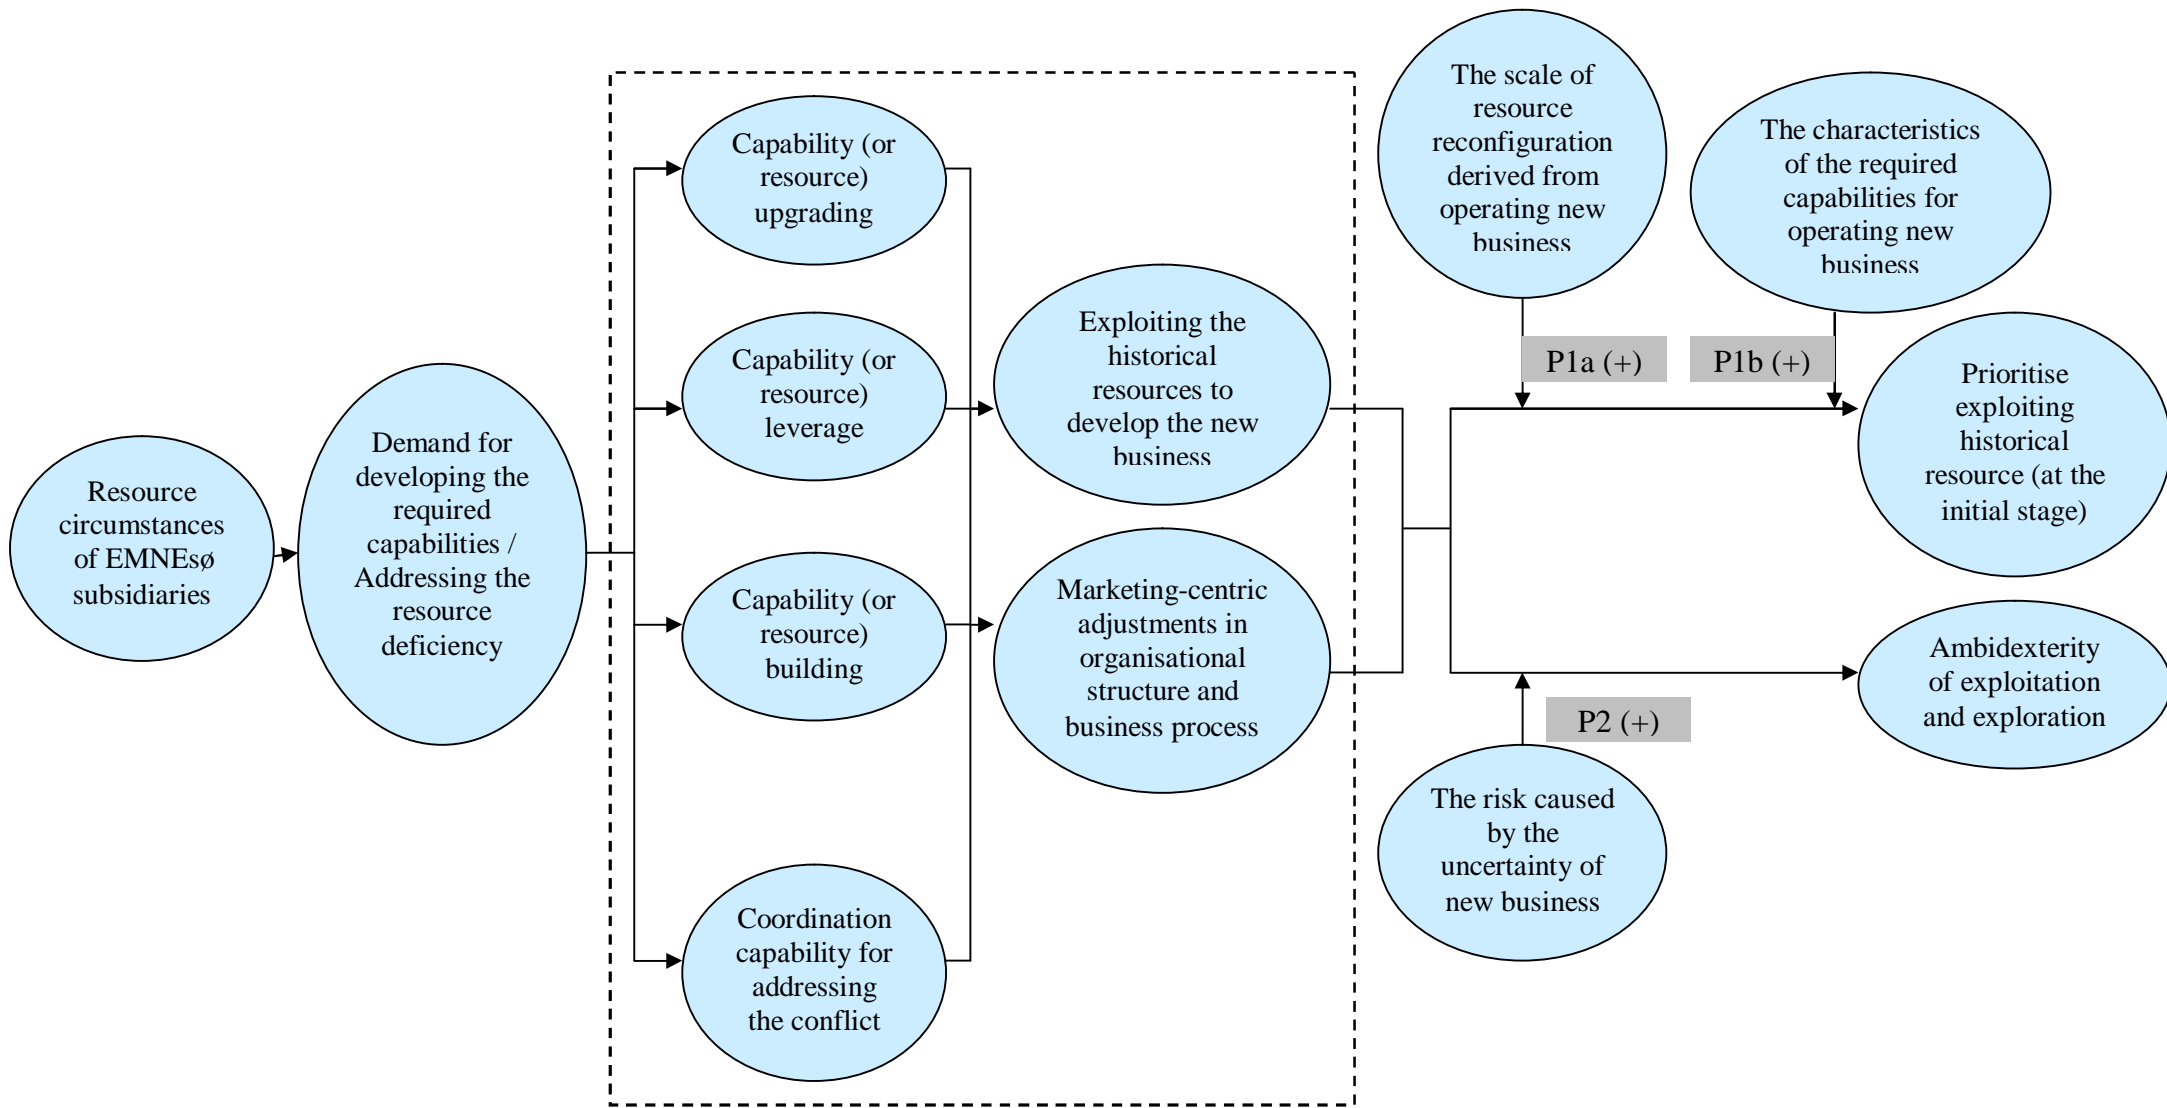 Resource
circumstances
of EMNEsø
subsidiaries
Demand for
developing the
required
capabilities /
Addressing the
resource
deficiency
Capability (or
resource)
upgrading
Capability (or
resource)
leverage
Capability (or
resource)
building
Coordination
capability for
addressing
the conflict
Exploiting the
historical
resources to
develop the new
business
Marketing-centric
adjustments in
organisational
structure and
business process
The scale of
resource
reconfiguration
derived from
operating new
business
The characteristics
of the required
capabilities for
operating new
business
P1a (+)
P1b (+)
Prioritise
exploiting
historical
resource (at the
initial stage)
Ambidexterity
of exploitation
and exploration
P2 (+)
The risk caused
by the
uncertainty of
new business